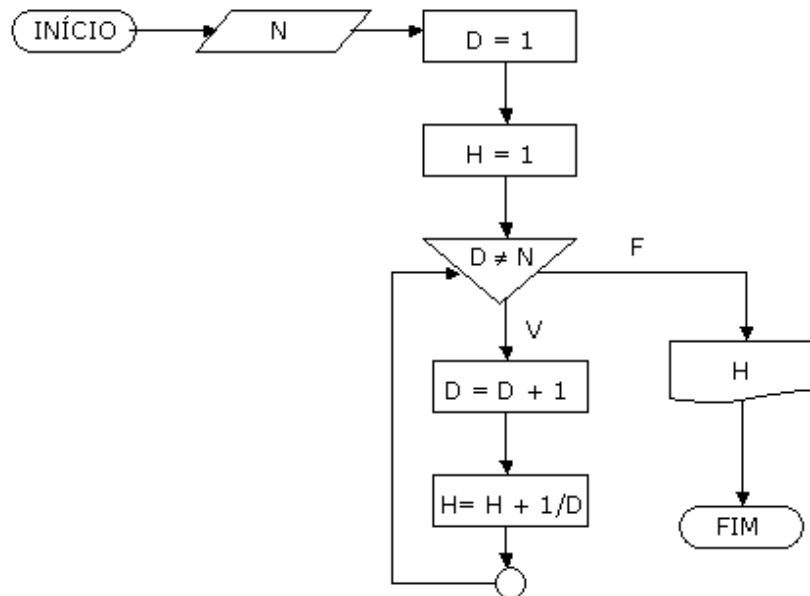 INÍCIO
N
D = 1
H = 1
D ≠ N
F
V
D = D + 1
H
H= H + 1/D
FIM